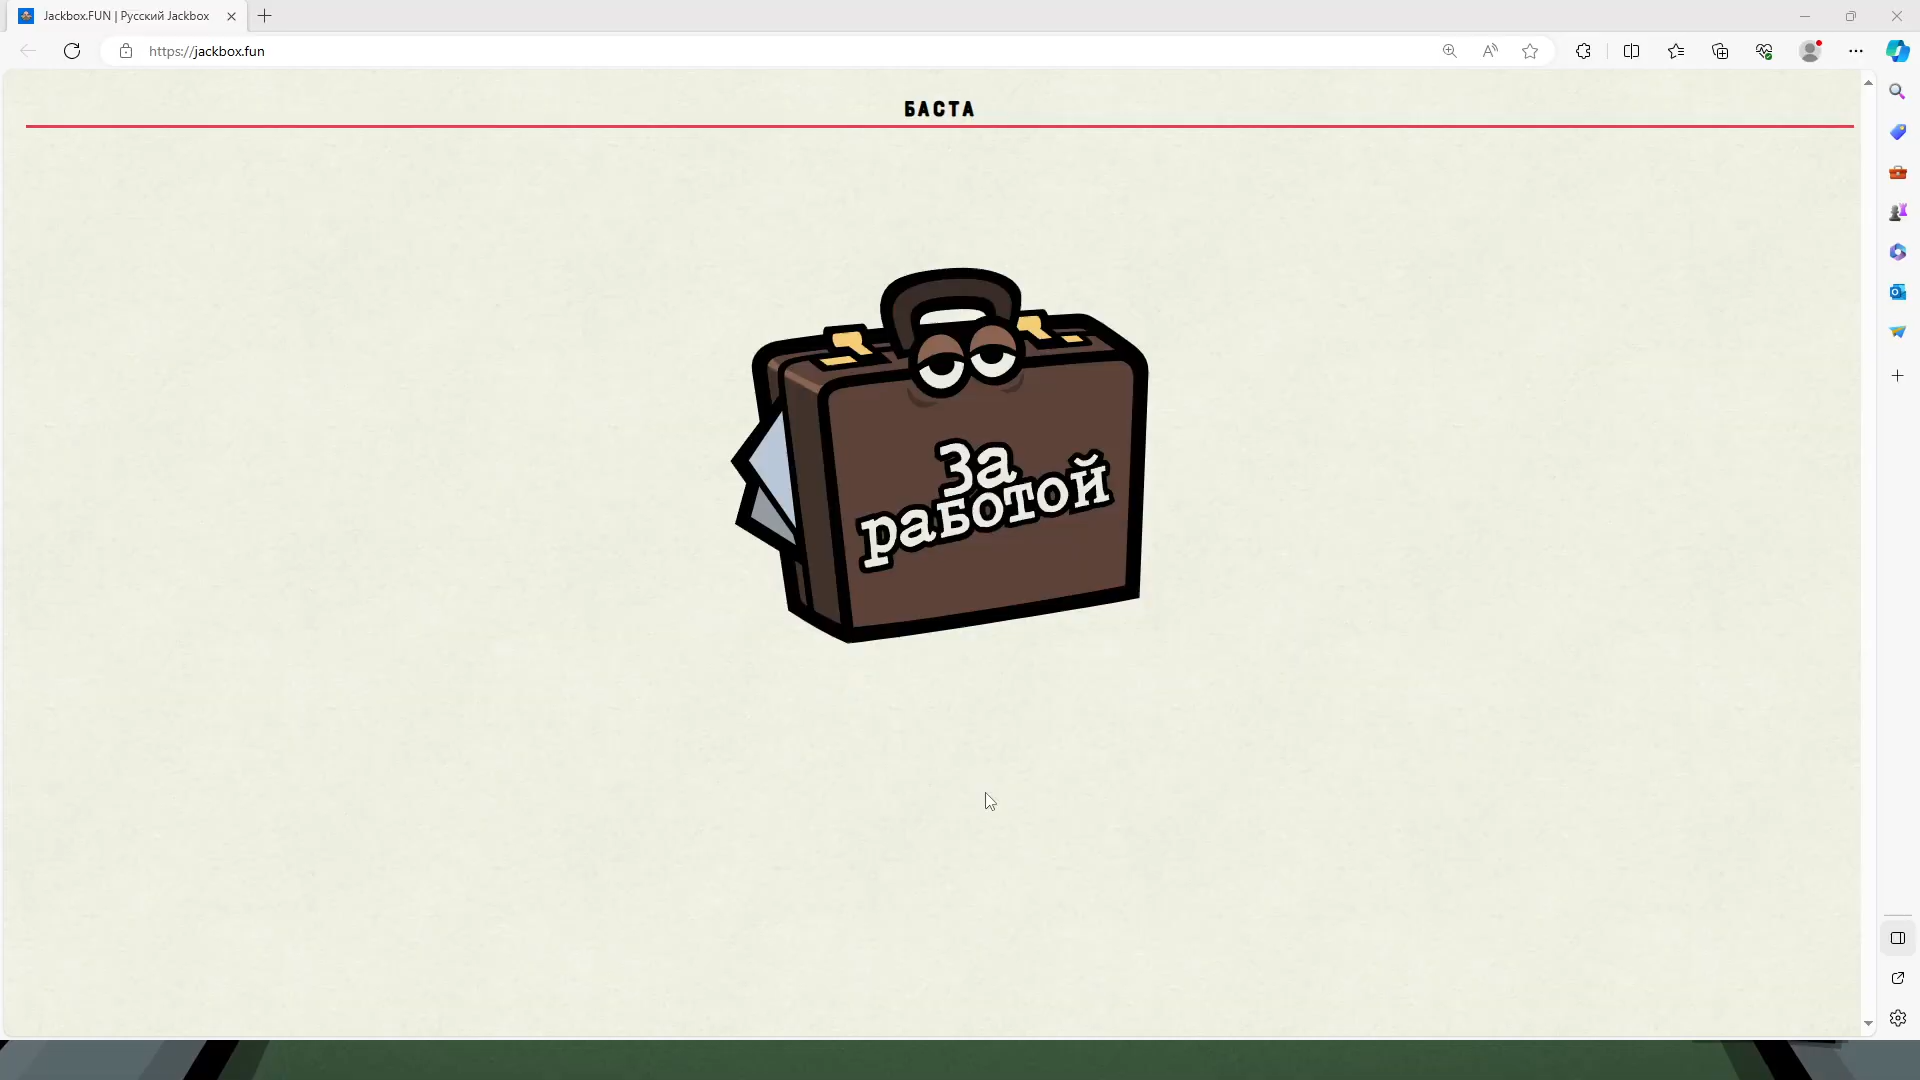 Jackbox.FUN | Русский Jackbox
https://jackbox.fun
БАСТА
За
работой